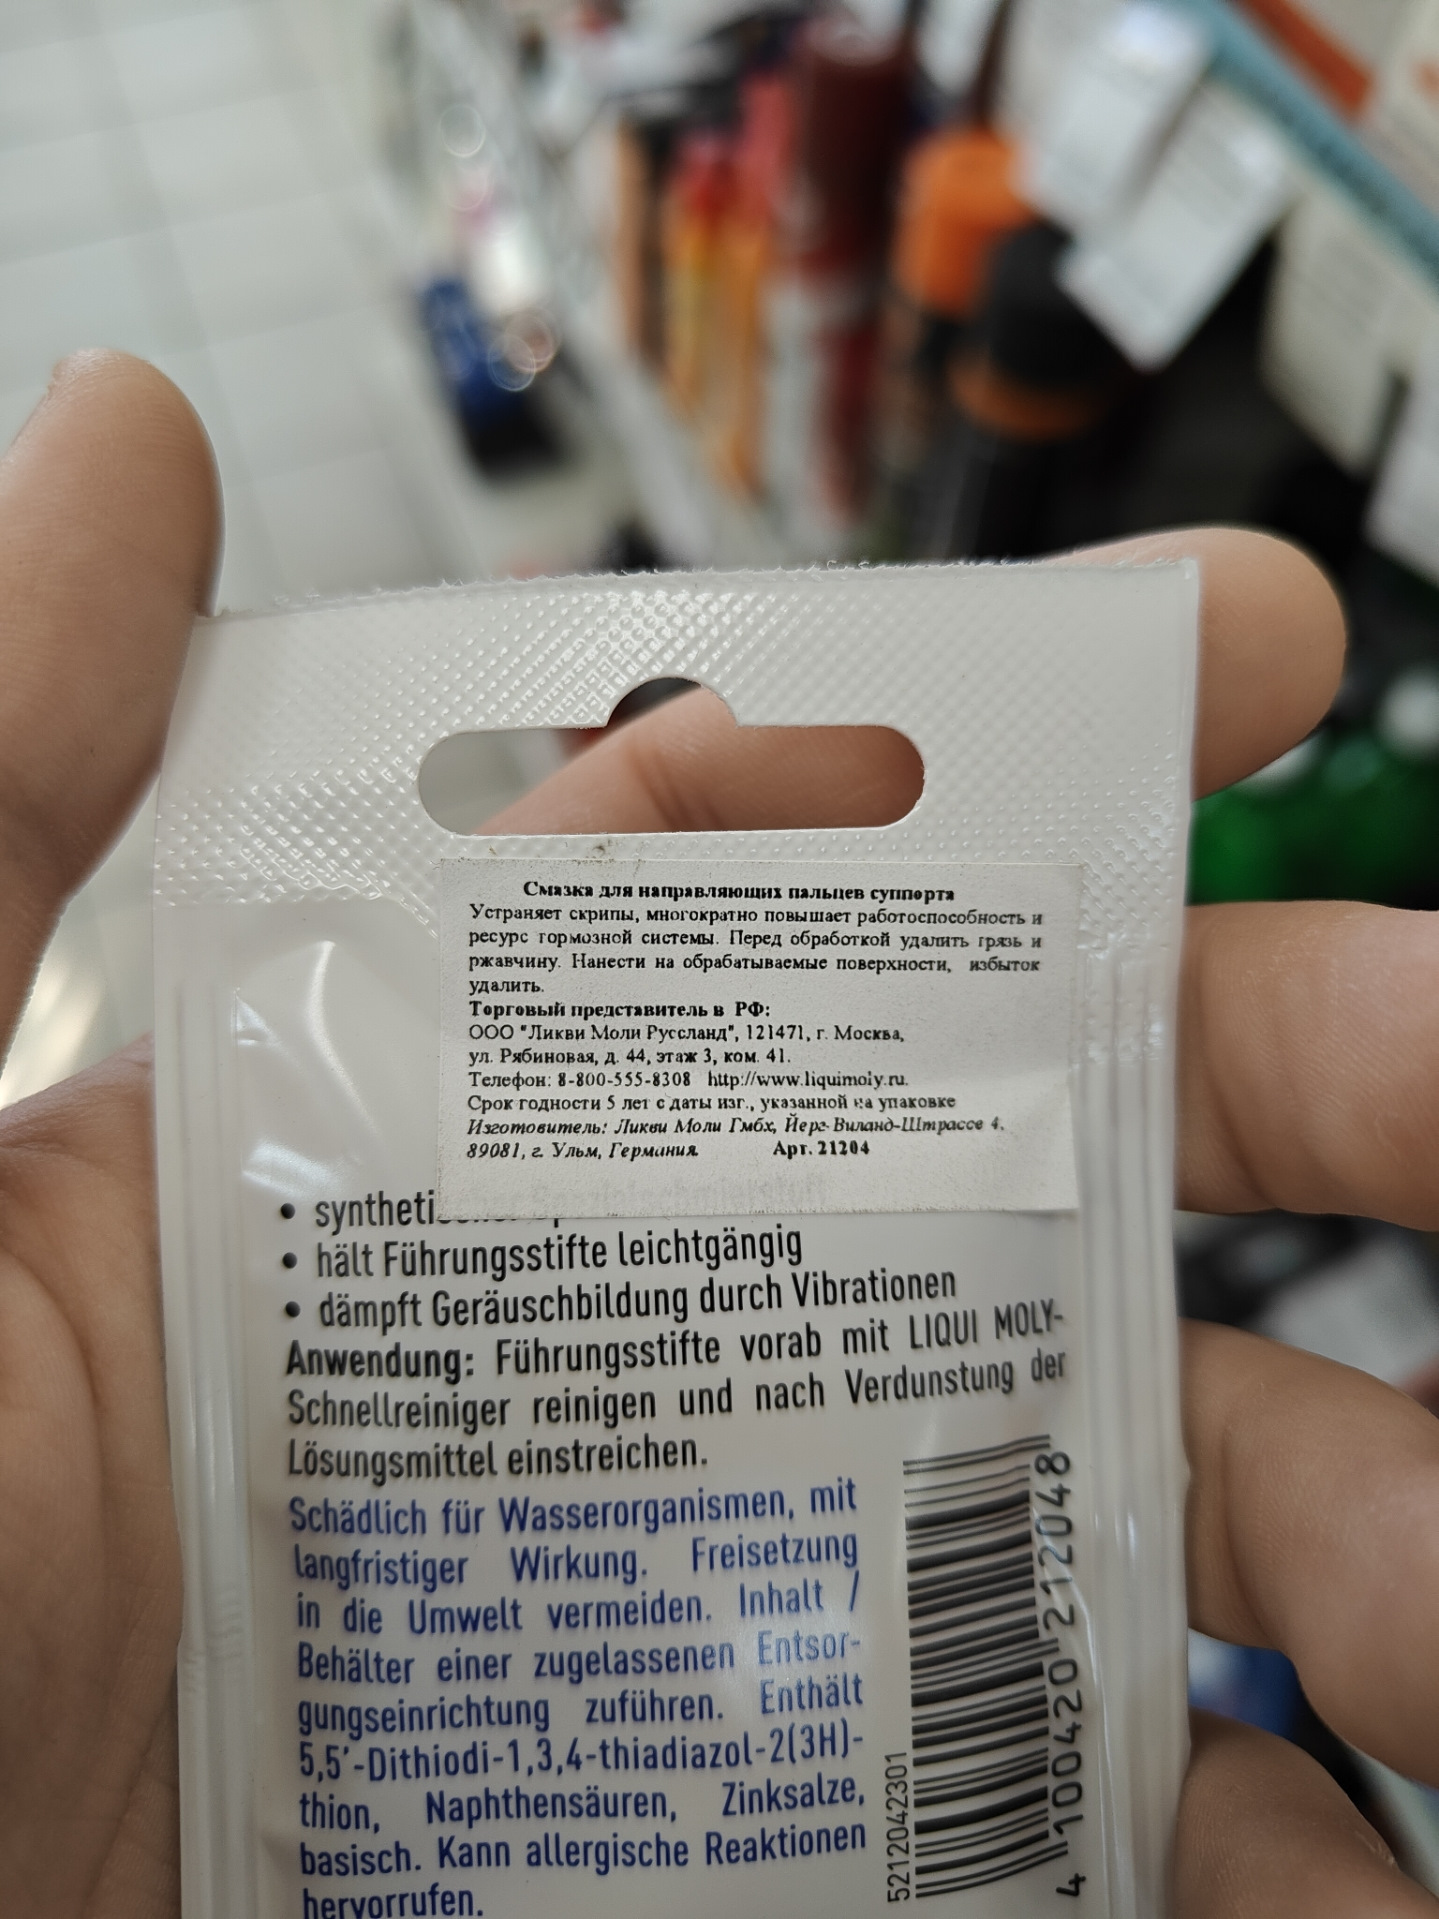 Смазка для направляющих пальцев суппорта
Устраняет скрипы, многократно повышает работоспособность и
ресурс тормозной системы. Перед обработкой удалить грязь и
ржавчину. Нанести на обрабатываемые поверхности, избыток
удалить.
Торговый представитель в РФ:
ООО "Ликви Моли Руссланд", 121471, г. Москва,
ул. Рябиновая, д. 44, этаж 3, ком. 41.
Телефон: 8-800-555-8308 http://www.liquimoly.ru.
Срок годности 5 лет с даты изг., указанной на упаковке
Изготовитель: Ликви Моли Гмбх, Йерг-Виланд-Штрассе 4,
89081, г. Ульм, Германия. Арт. 21204
• hält Führungsstifte leichtgängig
• dämpft Geräuschbildung durch Vibrationen
Anwendung: Führungsstifte vorab mit LIQUI MOLY-
Schnellreiniger reinigen und nach Verdunstung der
Lösungsmittel einstreichen.
Schädlich für Wasserorganismen, mit
langfristiger Wirkung. Freisetzung
in die Umwelt vermeiden. Inhalt /
Behälter einer zugelassenen Entsor-
gungseinrichtung zuführen. Enthält
5,5'-Dithiodi-1,3,4-thiadiazol-2(3H)-
thion, Naphthensäuren, Zinksalze,
basisch. Kann allergische Reaktionen
hervorrufen.
5212042301
4 100420 212048